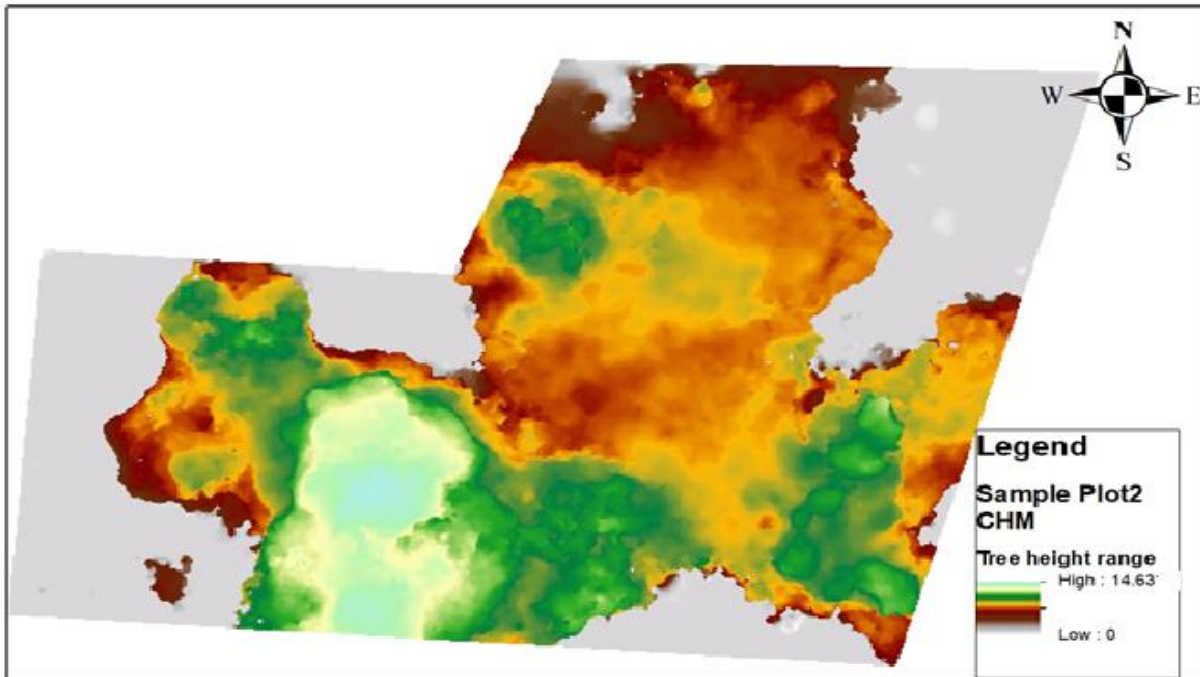 N
W E
S
Legend
Sample Plot2
CHM
Tree height range
High : 14.63
Low : 0